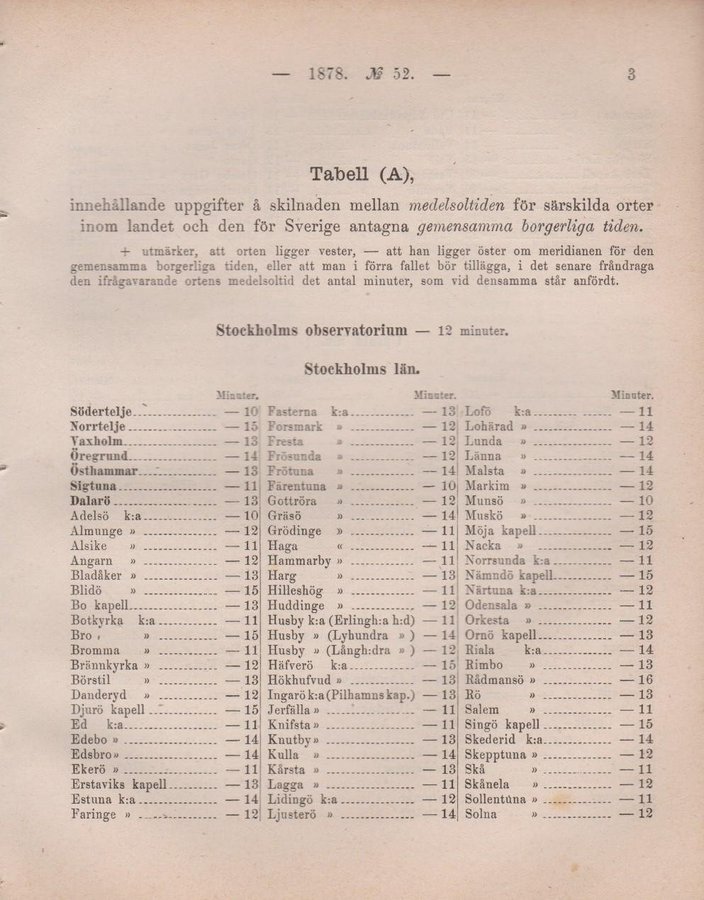 — 1878. № 52. — 3
Tabell (A),
innehållande uppgifter å skilnaden mellan medelsoltiden för särskilda orter
inom landet och den för Sverige antagna gemensamma borgerliga tiden.
+ utmärker, att orten ligger vester, — att han ligger öster om meridianen för den
gemensamma borgerliga tiden, eller att man i förra fallet bör tillägga, i det senare fråndraga
den ifrågavarande ortens medelsoltid det antal minuter, som vid densamma står anfördt.
Stockholms observatorium — 12 minuter.
Stockholms län.
Minuter.
Södertelje — 10
Norrtelje — 15
Vaxholm — 13
Öregrund — 14
Östhammar — 13
Sigtuna — 11
Dalarö — 13
Adelsö k:a — 10
Almunge » — 12
Alsike » — 11
Angarn » — 12
Bladåker » — 13
Blidö » — 15
Bo kapell — 13
Botkyrka k:a — 11
Bro » — 15
Bromma » — 11
Brännkyrka » — 12
Börstil » — 13
Danderyd » — 12
Djurö kapell — 15
Ed k:a — 11
Edebo » — 14
Edsbro » — 14
Ekerö » — 11
Erstaviks kapell — 13
Estuna k:a — 14
Faringe » — 12
Minuter.
Fasterna k:a — 13
Forsmark » — 12
Fresta » — 12
Frösunda » — 12
Frötuna » — 14
Färentuna » — 10
Gottröra » — 12
Gräsö » — 14
Grödinge » — 11
Haga « — 11
Hammarby » — 11
Harg » — 13
Hilleshög » — 11
Huddinge » — 12
Husby k:a (Erlingh:a h:d) — 11
Husby » (Lyhundra » ) — 14
Husby » (Långh:dra » ) — 12
Häfverö k:a — 15
Hökhufvud » — 13
Ingarö k:a (Pilhamns kap.) — 13
Jerfälla » — 11
Knifsta » — 11
Knutby » — 13
Kulla » — 14
Kårsta » — 13
Lagga » — 11
Lidingö k:a — 12
Ljusterö » — 14
Minuter.
Lofö k:a — 11
Lohärad » — 14
Lunda » — 12
Länna » — 14
Malsta » — 14
Markim » — 12
Munsö » — 10
Muskö » — 12
Möja kapell — 15
Nacka » — 12
Norrsunda k:a — 11
Nämndö kapell — 15
Närtuna k:a — 12
Odensala » — 11
Orkesta » — 12
Ornö kapell — 13
Riala k:a — 14
Rimbo » — 13
Rådmansö » — 16
Rö » — 13
Salem » — 11
Singö kapell — 15
Skederid k:a — 14
Skepptuna » — 12
Skå » — 11
Skånela » — 12
Sollentuna » — 11
Solna » — 12